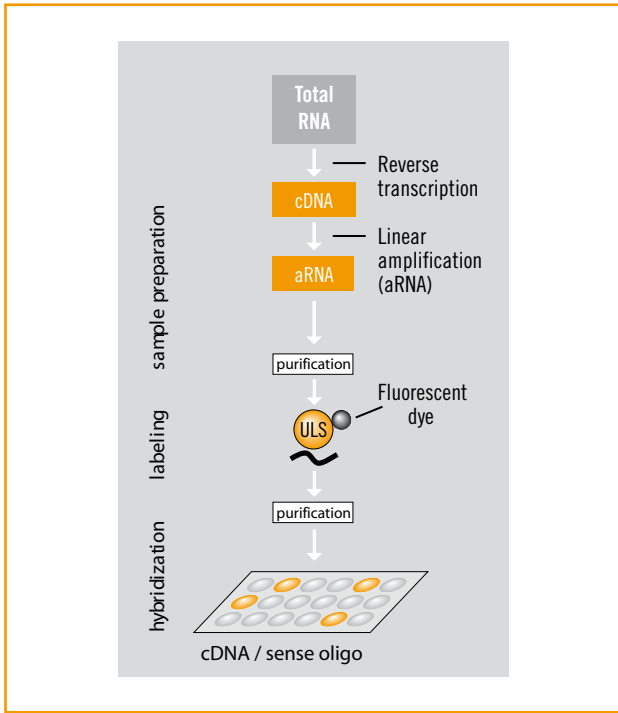 Total
RNA
Reverse
transcription
cDNA
Linear
amplification
(aRNA)
aRNA
sample preparation
purification
Fluorescent
dye
ULS
labeling
purification
hybridization
cDNA / sense oligo